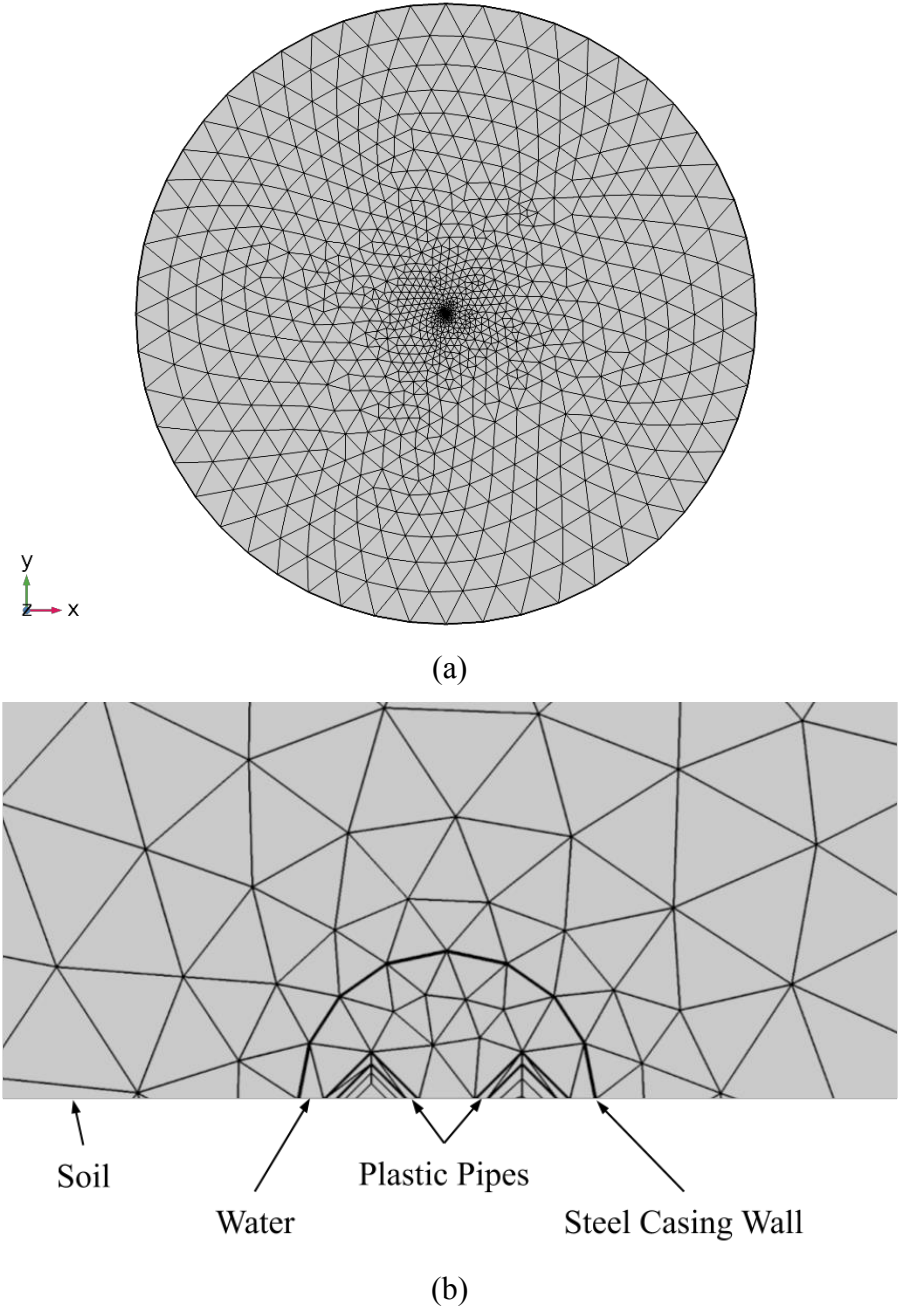 y
z
x
(a)
Soil
Plastic Pipes
Water
Steel Casing Wall
(b)